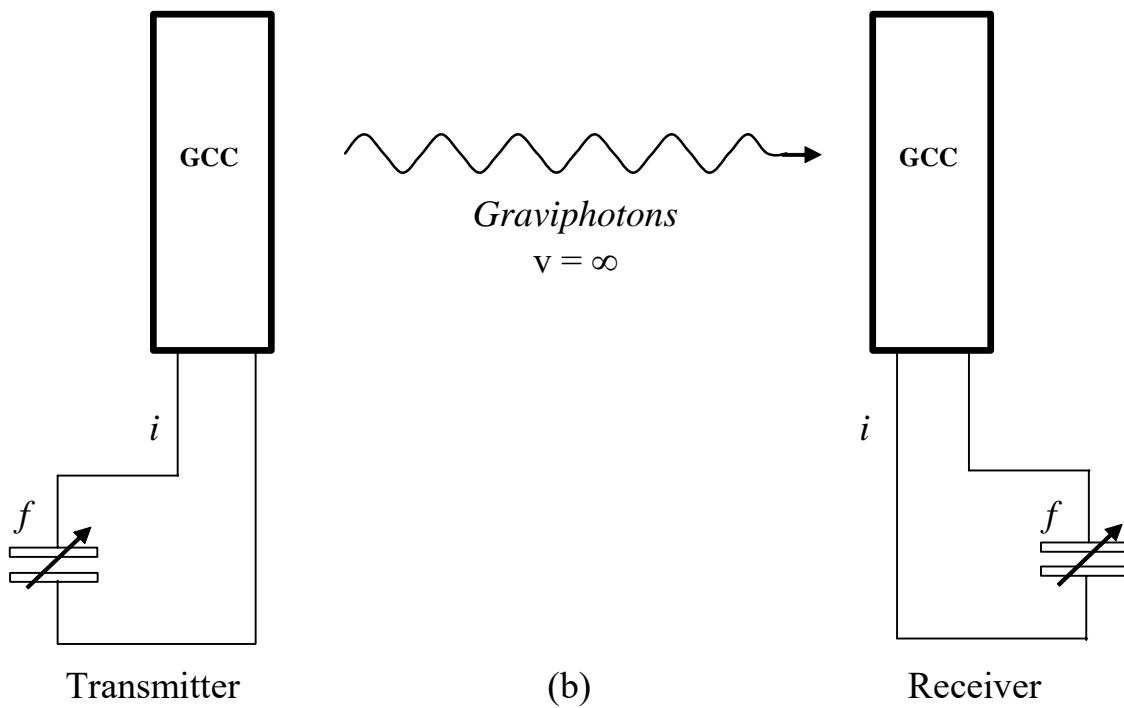 GCC
GCC
Graviphotons
v = ∞
i
i
f
f
Transmitter
(b)
Receiver